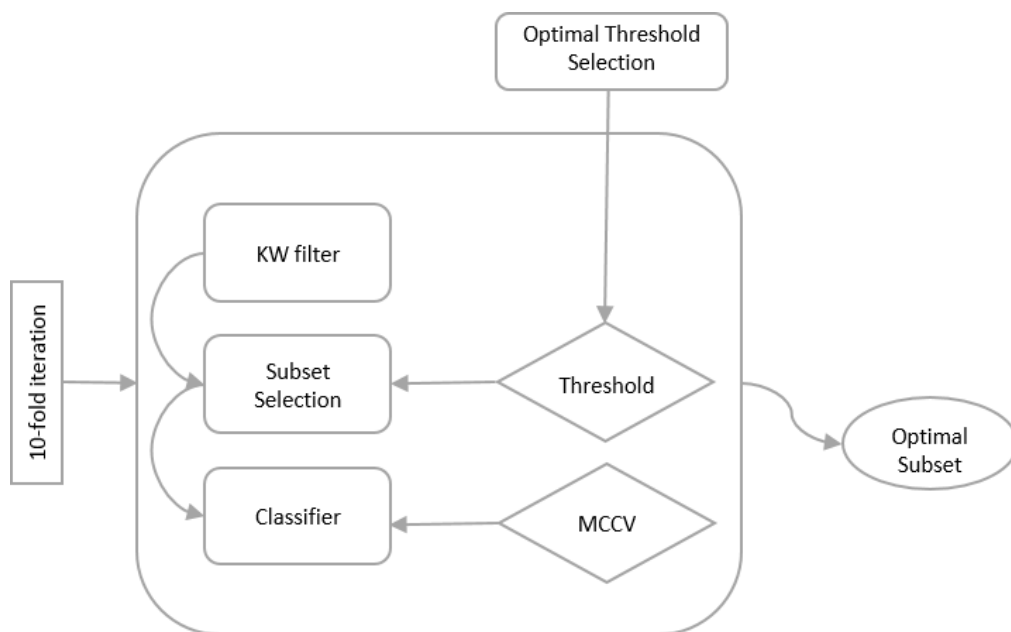 Optimal Threshold
Selection
KW filter
10-fold iteration
Subset
Selection
Threshold
Optimal
Subset
Classifier
MCCV